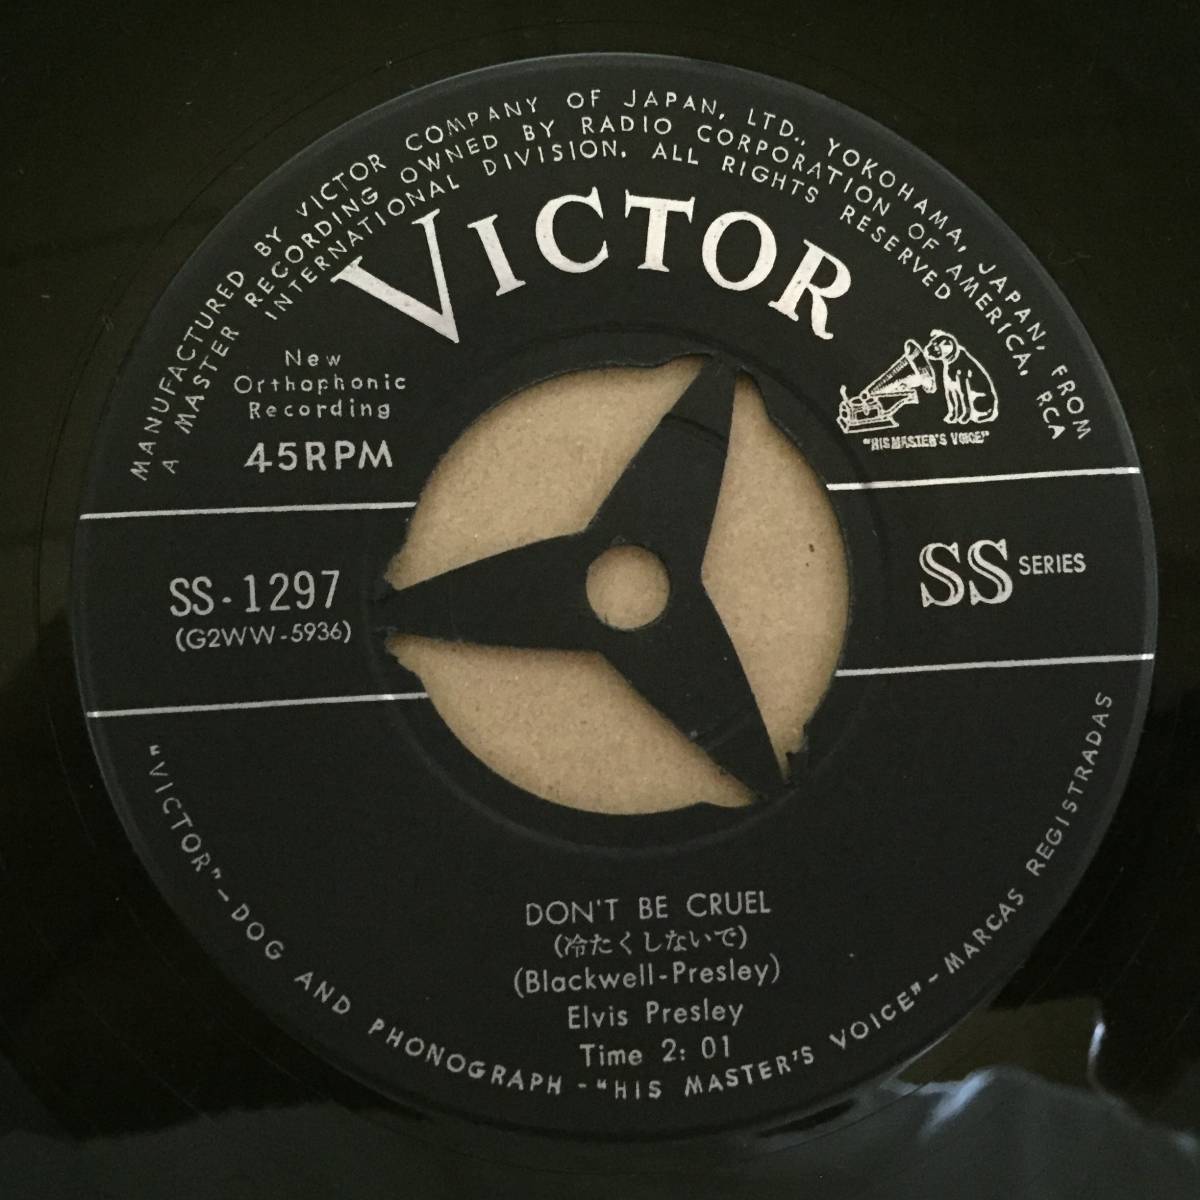 MANUFACTURED BY VICTOR COMPANY OF JAPAN, LTD., YOKOHAMA, JAPAN, FROM
A MASTER RECORDING OWNED BY RADIO CORPORATION OF AMERICA, RCA
INTERNATIONAL DIVISION. ALL RIGHTS RESERVED
VICTOR
New
Orthophonic
Recording
45RPM
"HIS MASTER'S VOICE"
SS-1297
(G2WW-5936)
SS SERIES
DON'T BE CRUEL
(冷たくしないで)
(Blackwell-Presley)
Elvis Presley
Time 2: 01
"VICTOR"-DOG AND PHONOGRAPH-"HIS MASTER'S VOICE"-MARCAS REGISTRADAS